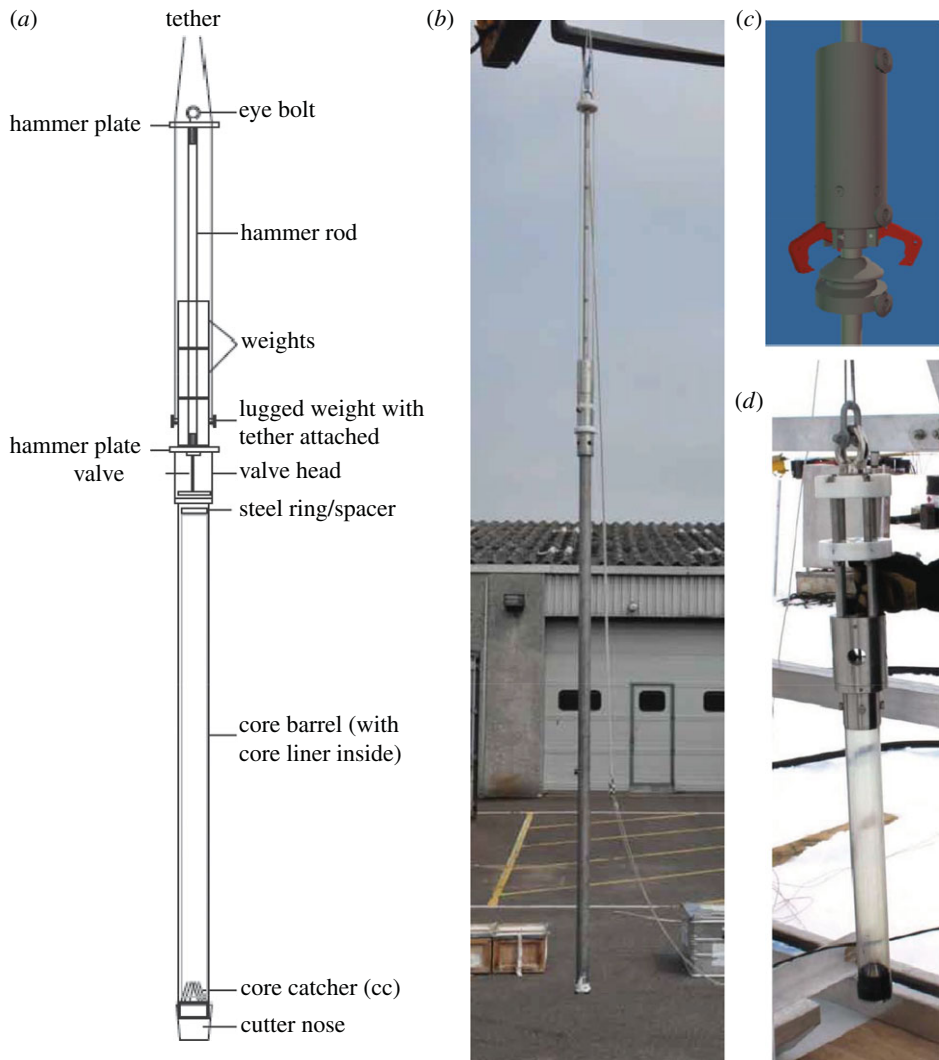 (a)
tether
(b)
(c)
eye bolt
hammer plate
hammer rod
weights
lugged weight with
tether attached
(d)
hammer plate
valve
valve head
steel ring/spacer
core barrel (with
core liner inside)
core catcher (cc)
cutter nose